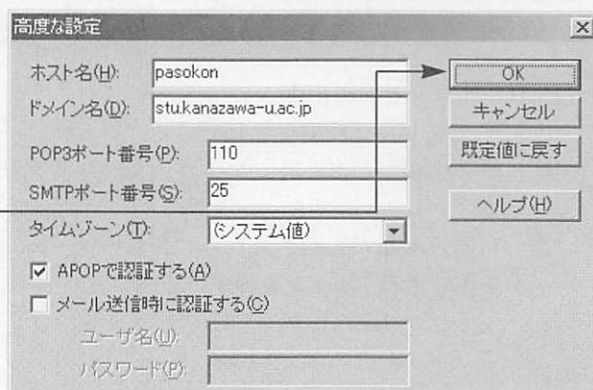 高度な設定
ホスト名(H): pasokon OK
ドメイン名(D): stu.kanazawa-u.ac.jp キャンセル
POP3ポート番号(P): 110 既定値に戻す
SMTPポート番号(S): 25
ヘルプ(H)
タイムゾーン(T): (システム値)
APOPで認証する(A)
メール送信時に認証する(C)
ユーザ名(U):
パスワード(P):